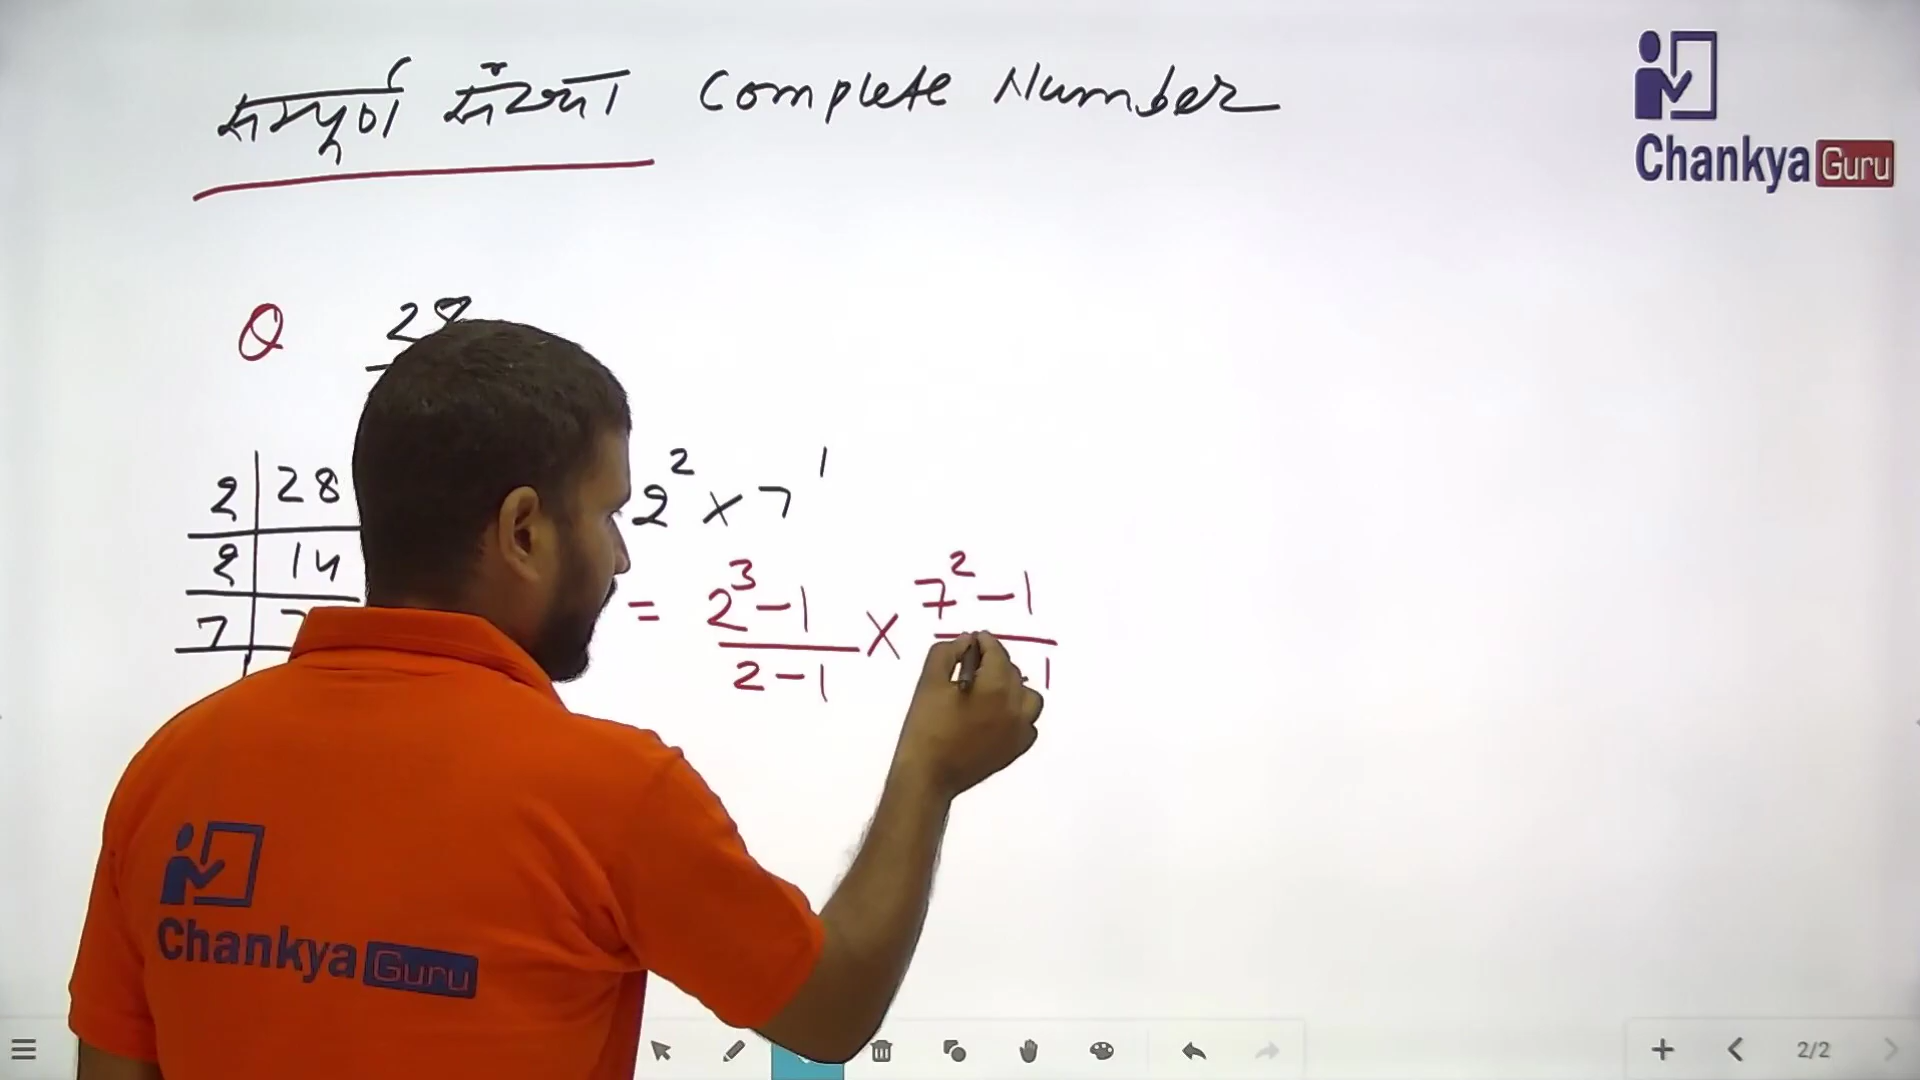 सम्पूर्ण संख्या Complete Number
Chankya Guru
Q 28
2 28
2 14
7
2² × 7¹
= 2³-1 / 2-1 × 7²-1 / -1
Chankya Guru
2/2